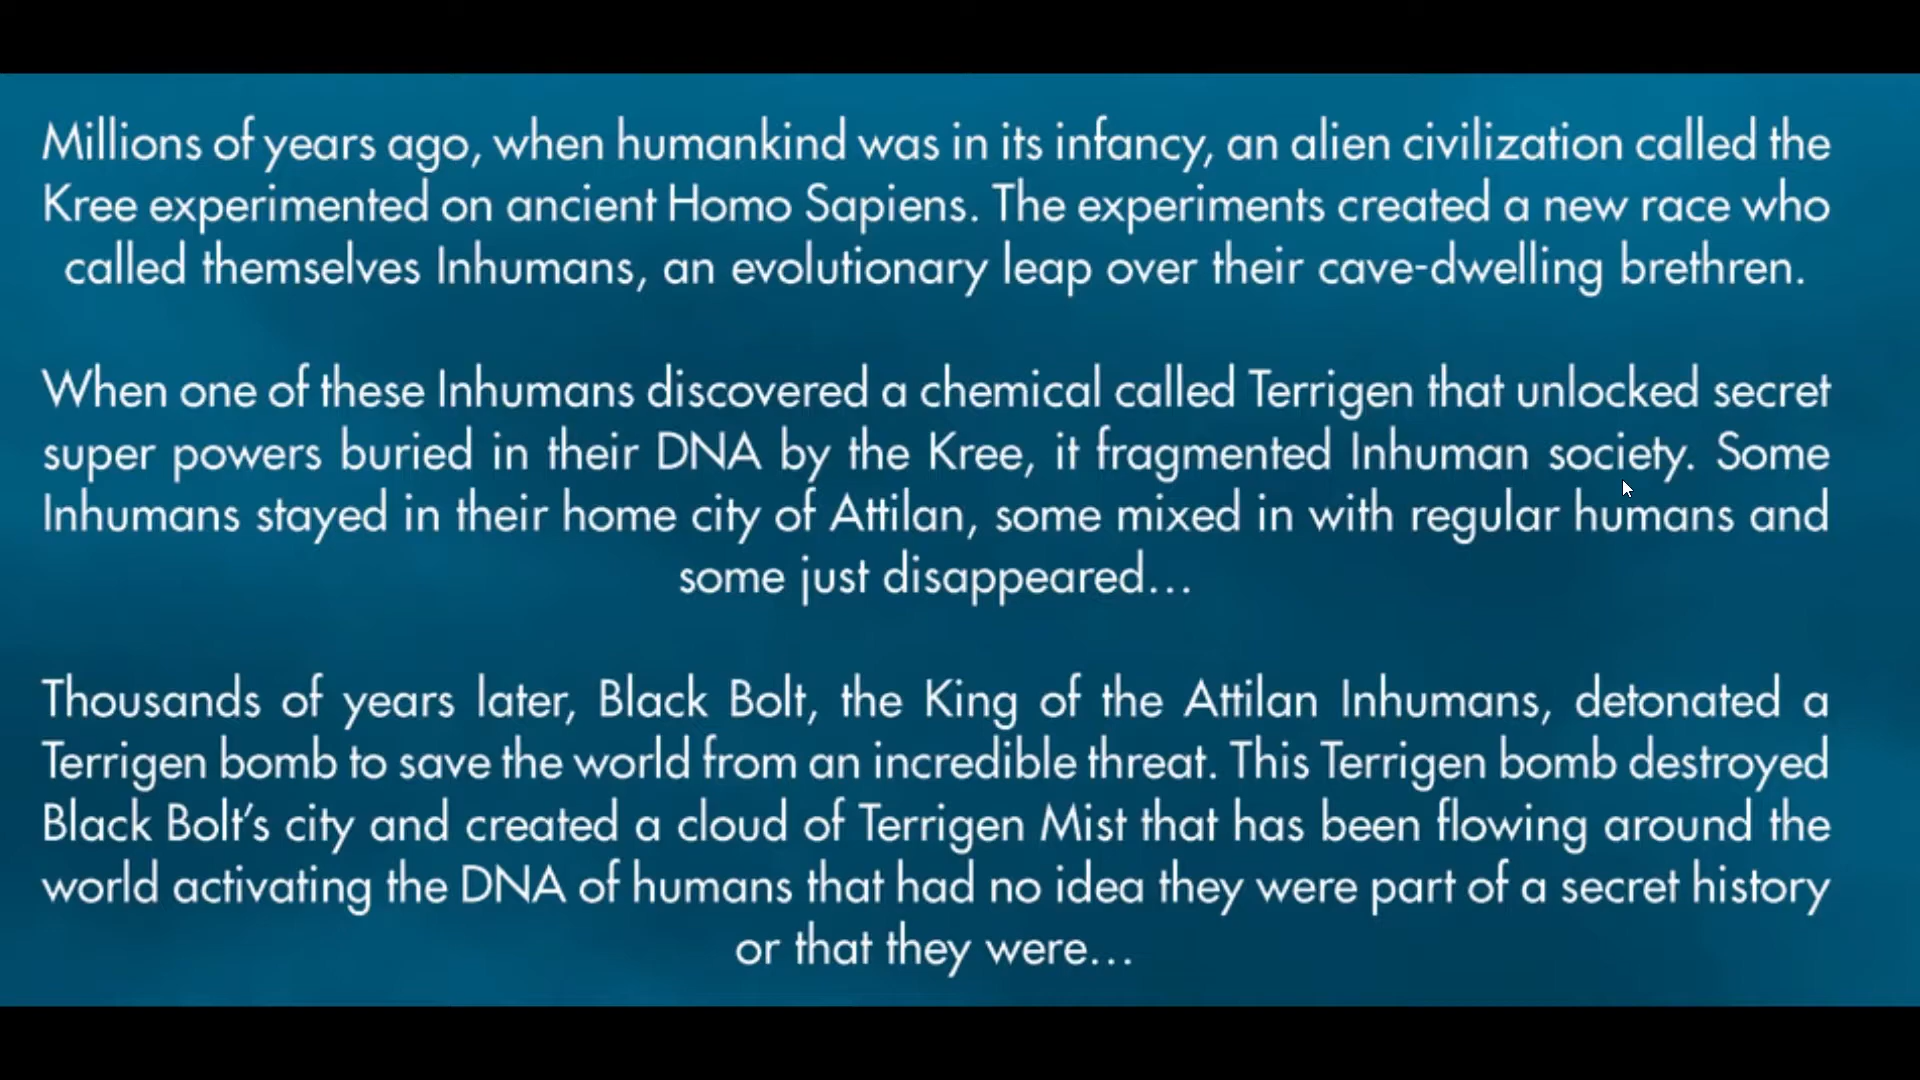 Millions of years ago, when humankind was in its infancy, an alien civilization called the
Kree experimented on ancient Homo Sapiens. The experiments created a new race who
called themselves Inhumans, an evolutionary leap over their cave-dwelling brethren.
When one of these Inhumans discovered a chemical called Terrigen that unlocked secret
super powers buried in their DNA by the Kree, it fragmented Inhuman society. Some
Inhumans stayed in their home city of Attilan, some mixed in with regular humans and
some just disappeared...
Thousands of years later, Black Bolt, the King of the Attilan Inhumans, detonated a
Terrigen bomb to save the world from an incredible threat. This Terrigen bomb destroyed
Black Bolt's city and created a cloud of Terrigen Mist that has been flowing around the
world activating the DNA of humans that had no idea they were part of a secret history
or that they were...